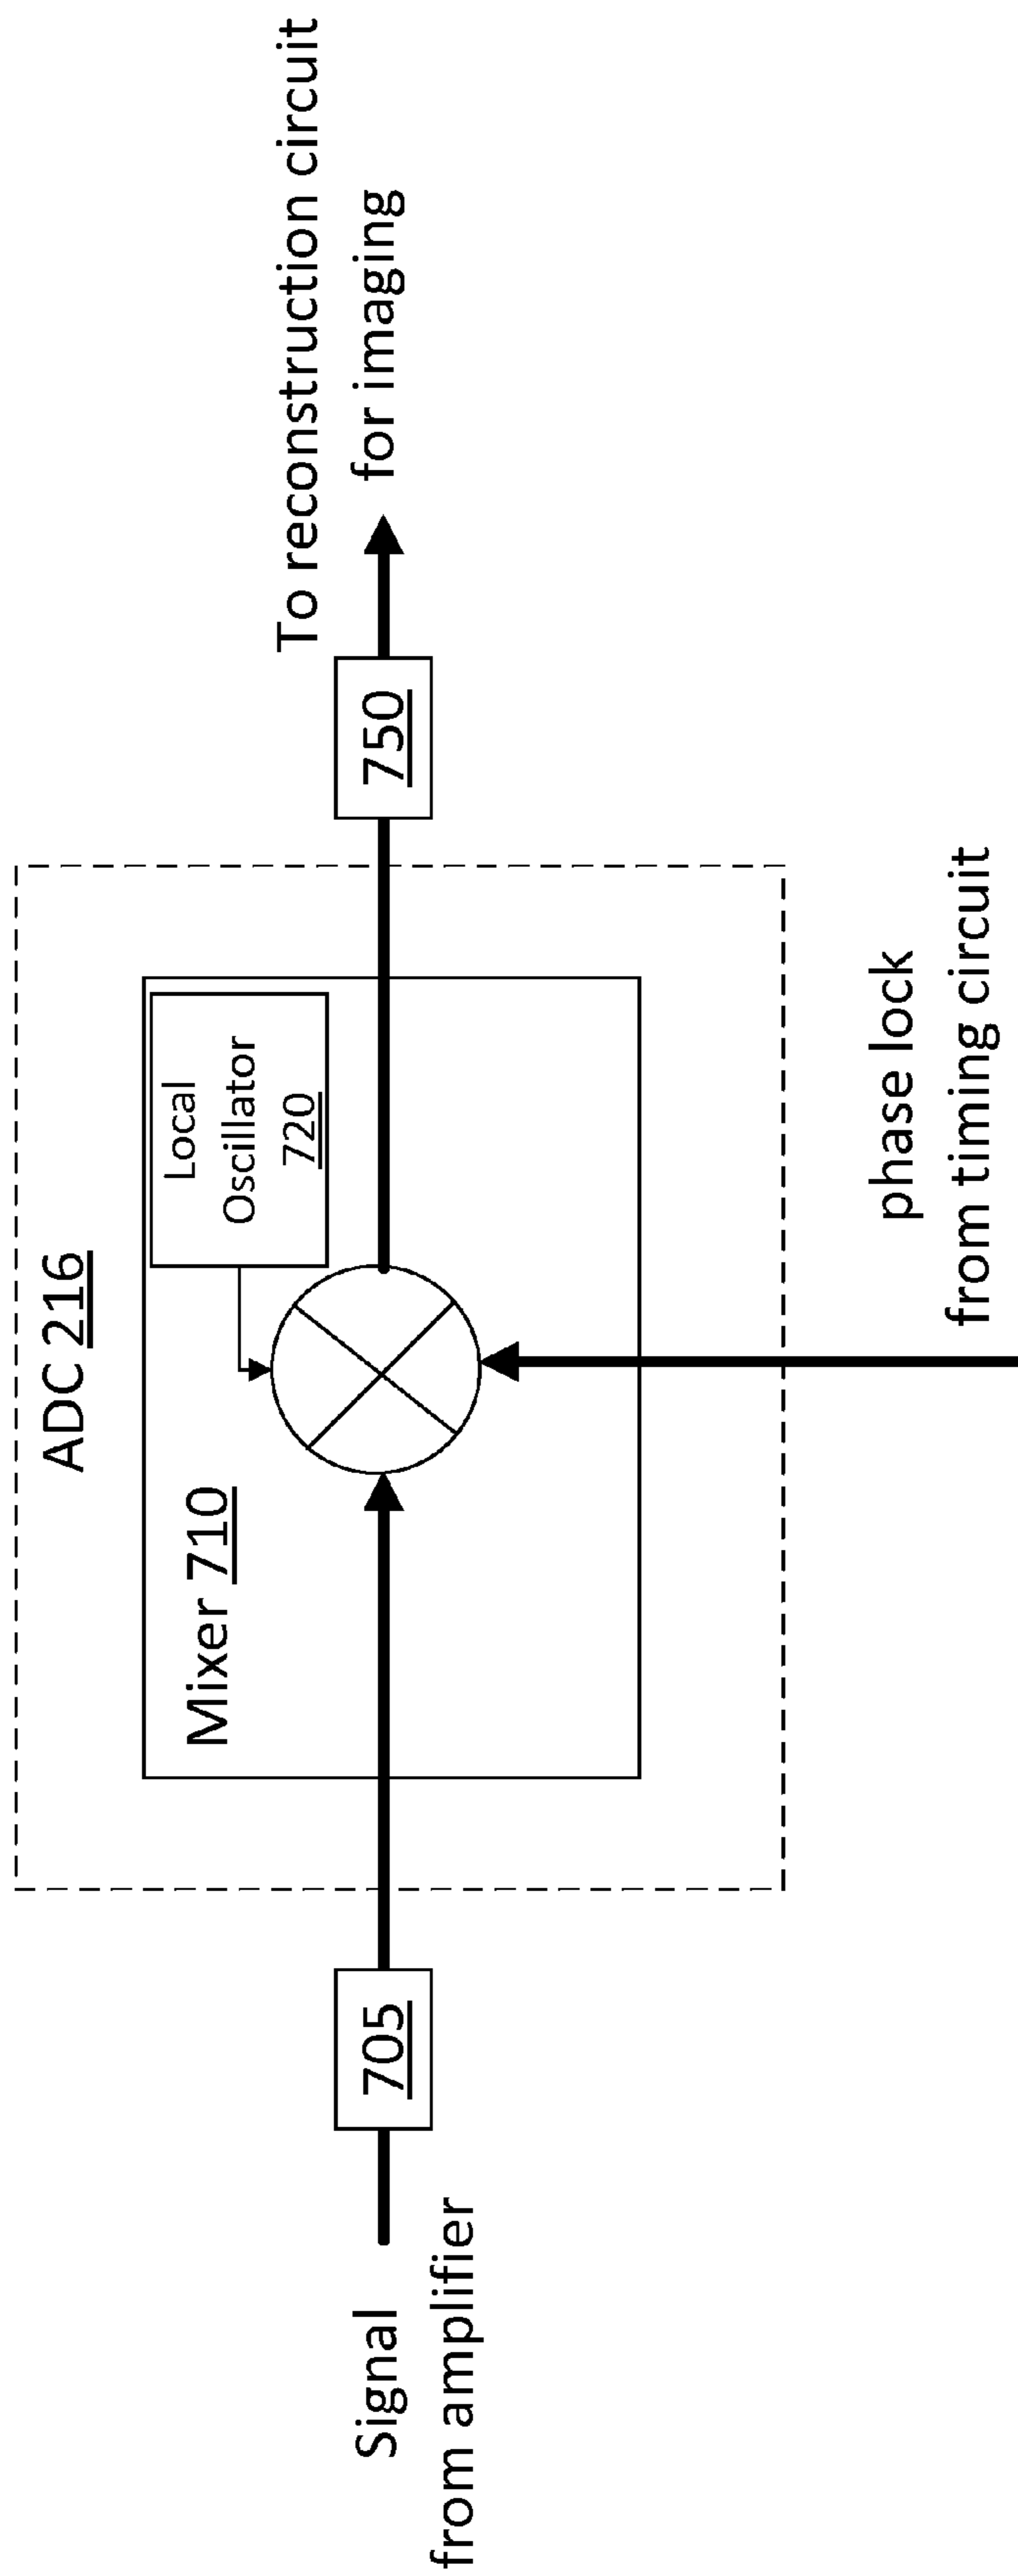 ADC 216
Mixer 710
Local
Oscillator
720
To reconstruction circuit
for imaging
705
750
Signal
from amplifier
phase lock
from timing circuit